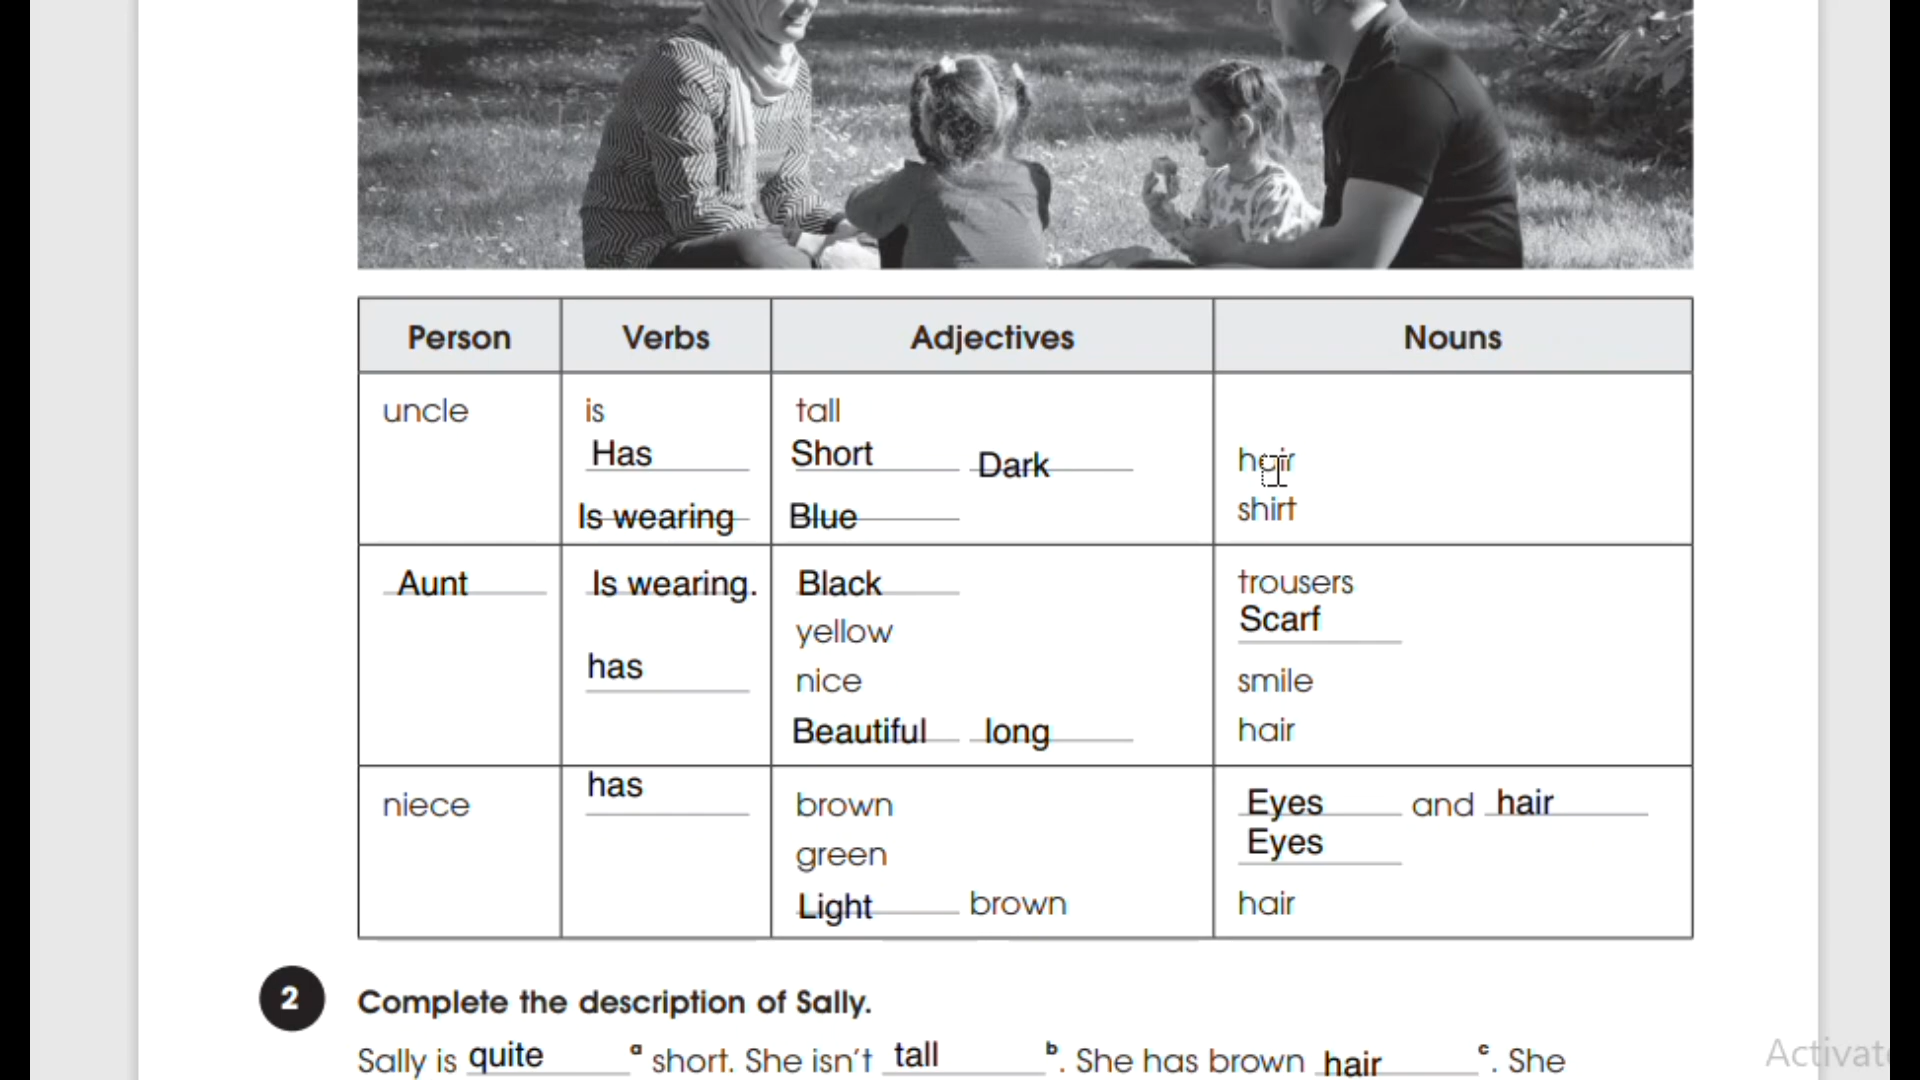 Person Verbs Adjectives Nouns
uncle is tall
Has Short Dark hair
Is wearing Blue shirt
Aunt Is wearing. Black trousers
yellow Scarf
has nice smile
Beautiful long hair
niece has brown Eyes and hair
green Eyes
Light brown hair
2 Complete the description of Sally.
Sally is quite a short. She isn't tall b. She has brown hair c. She
Activate